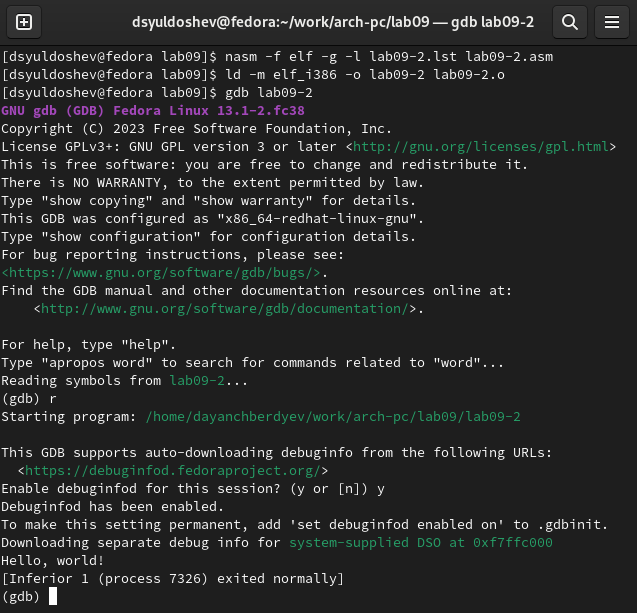 dsyuldoshev@fedora:~/work/arch-pc/lab09 — gdb lab09-2
[dsyuldoshev@fedora lab09]$ nasm -f elf -g -l lab09-2.lst lab09-2.asm
[dsyuldoshev@fedora lab09]$ ld -m elf_i386 -o lab09-2 lab09-2.o
[dsyuldoshev@fedora lab09]$ gdb lab09-2
GNU gdb (GDB) Fedora Linux 13.1-2.fc38
Copyright (C) 2023 Free Software Foundation, Inc.
License GPLv3+: GNU GPL version 3 or later <http://gnu.org/licenses/gpl.html>
This is free software: you are free to change and redistribute it.
There is NO WARRANTY, to the extent permitted by law.
Type "show copying" and "show warranty" for details.
This GDB was configured as "x86_64-redhat-linux-gnu".
Type "show configuration" for configuration details.
For bug reporting instructions, please see:
<https://www.gnu.org/software/gdb/bugs/>.
Find the GDB manual and other documentation resources online at:
    <http://www.gnu.org/software/gdb/documentation/>.

For help, type "help".
Type "apropos word" to search for commands related to "word"...
Reading symbols from lab09-2...
(gdb) r
Starting program: /home/dayanchberdyev/work/arch-pc/lab09/lab09-2

This GDB supports auto-downloading debuginfo from the following URLs:
  <https://debuginfod.fedoraproject.org/>
Enable debuginfod for this session? (y or [n]) y
Debuginfod has been enabled.
To make this setting permanent, add 'set debuginfod enabled on' to .gdbinit.
Downloading separate debug info for system-supplied DSO at 0xf7ffc000
Hello, world!
[Inferior 1 (process 7326) exited normally]
(gdb)